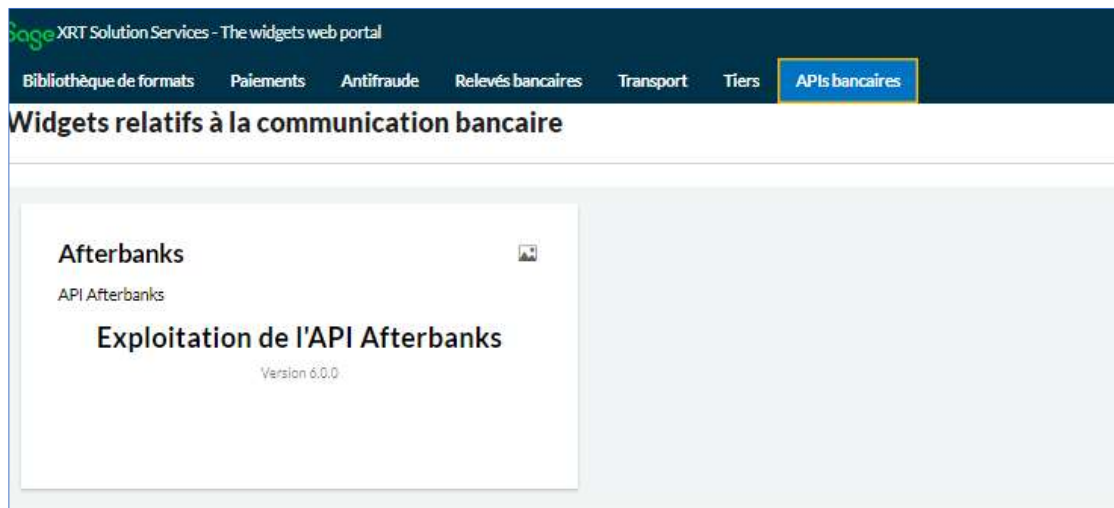 Sage XRT Solution Services - The widgets web portal
Bibliothèque de formats Paiements Antifraude Relevés bancaires Transport Tiers APIs bancaires
Widgets relatifs à la communication bancaire
Afterbanks
API Afterbanks
Exploitation de l'API Afterbanks
Version 6.0.0